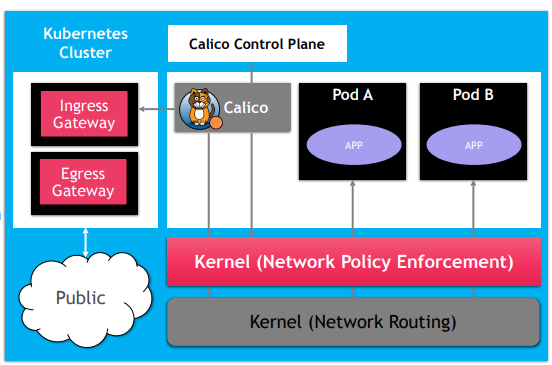 Kubernetes
Cluster
Calico Control Plane
Ingress
Gateway
Calico
Pod A
APP
Pod B
APP
Egress
Gateway
Kernel (Network Policy Enforcement)
Public
Kernel (Network Routing)